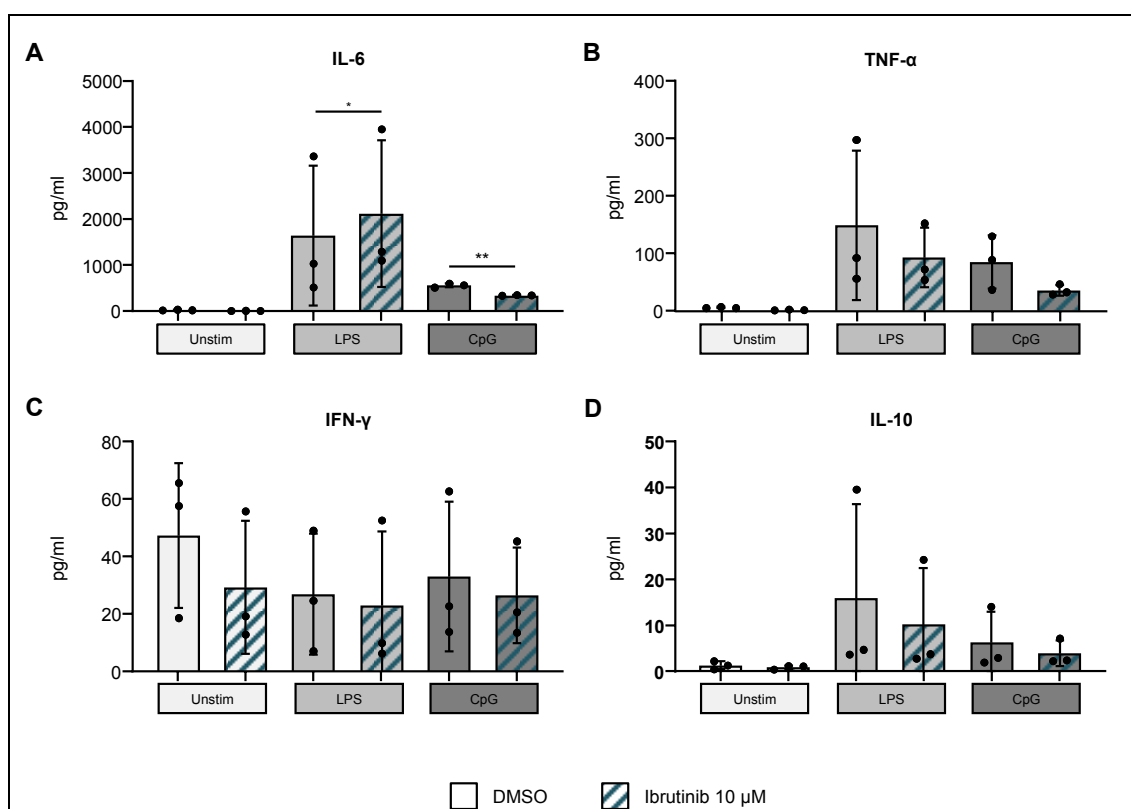 A
IL-6
5000
4000
3000
2000
1000
0
pg/ml
*
**
Unstim
LPS
CpG
B
TNF-α
400
300
200
100
0
pg/ml
Unstim
LPS
CpG
C
IFN-γ
80
60
40
20
0
pg/ml
Unstim
LPS
CpG
D
IL-10
50
40
30
20
10
0
pg/ml
Unstim
LPS
CpG
DMSO
Ibrutinib 10 µM